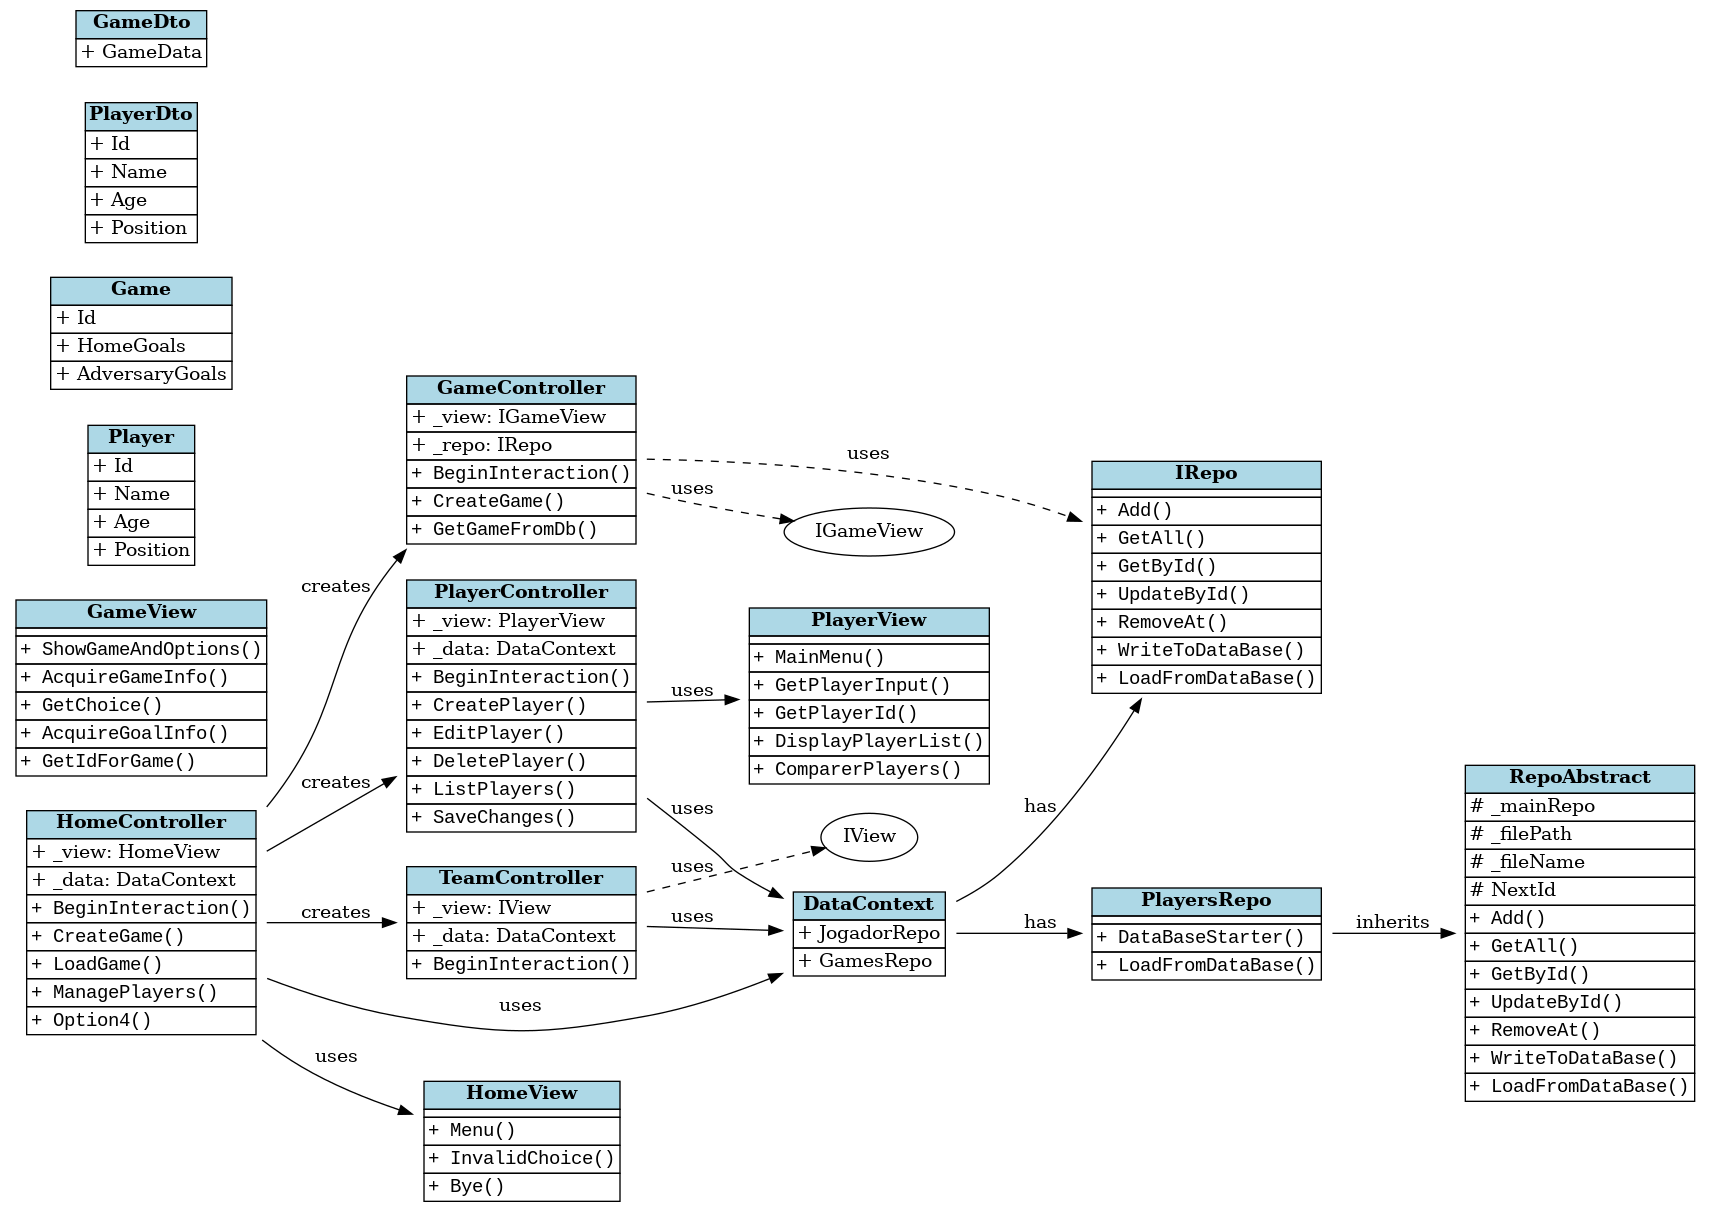 GameDto
+ GameData
PlayerDto
+ Id
+ Name
+ Age
+ Position
Game
+ Id
+ HomeGoals
+ AdversaryGoals
Player
+ Id
+ Name
+ Age
+ Position
GameView
+ ShowGameAndOptions()
+ AcquireGameInfo()
+ GetChoice()
+ AcquireGoalInfo()
+ GetIdForGame()
HomeController
+ _view: HomeView
+ _data: DataContext
+ BeginInteraction()
+ CreateGame()
+ LoadGame()
+ ManagePlayers()
+ Option4()
creates
creates
creates
uses
uses
GameController
+ _view: IGameView
+ _repo: IRepo
+ BeginInteraction()
+ CreateGame()
+ GetGameFromDb()
PlayerController
+ _view: PlayerView
+ _data: DataContext
+ BeginInteraction()
+ CreatePlayer()
+ EditPlayer()
+ DeletePlayer()
+ ListPlayers()
+ SaveChanges()
TeamController
+ _view: IView
+ _data: DataContext
+ BeginInteraction()
HomeView
+ Menu()
+ InvalidChoice()
+ Bye()
uses
uses
uses
uses
uses
uses
IGameView
PlayerView
+ MainMenu()
+ GetPlayerInput()
+ GetPlayerId()
+ DisplayPlayerList()
+ ComparerPlayers()
IView
DataContext
+ JogadorRepo
+ GamesRepo
has
has
IRepo
+ Add()
+ GetAll()
+ GetById()
+ UpdateById()
+ RemoveAt()
+ WriteToDataBase()
+ LoadFromDataBase()
PlayersRepo
+ DataBaseStarter()
+ LoadFromDataBase()
inherits
RepoAbstract
# _mainRepo
# _filePath
# _fileName
# NextId
+ Add()
+ GetAll()
+ GetById()
+ UpdateById()
+ RemoveAt()
+ WriteToDataBase()
+ LoadFromDataBase()